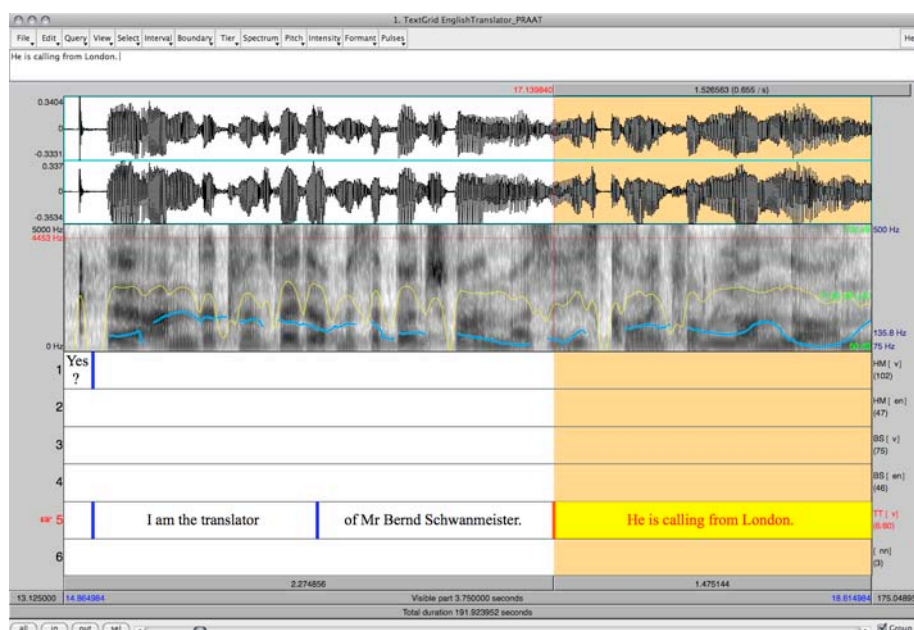 1. TextGrid EnglishTranslator_PRAAT
File Edit Query View Select Interval Boundary Tier Spectrum Pitch Intensity Formant Pulses He
He is calling from London.
17.139840 1.526563 (0.655 / s)
0.3404
0
-0.3331
0.337
0
-0.3534
5000 Hz 500 Hz
4453 Hz
135.8 Hz
0 Hz 75 Hz
1 Yes ? HM [ v] (102)
2 HM [ en] (47)
3 BS [ v] (75)
4 BS [ en] (46)
5 I am the translator of Mr Bernd Schwanmeister. He is calling from London. TT [ v]
6 [ nn] (3)
2.274856 1.475144
13.125000 14.864984 Visible part 3.750000 seconds 18.614984 175.04895
Total duration 191.923952 seconds
all in out sel Group